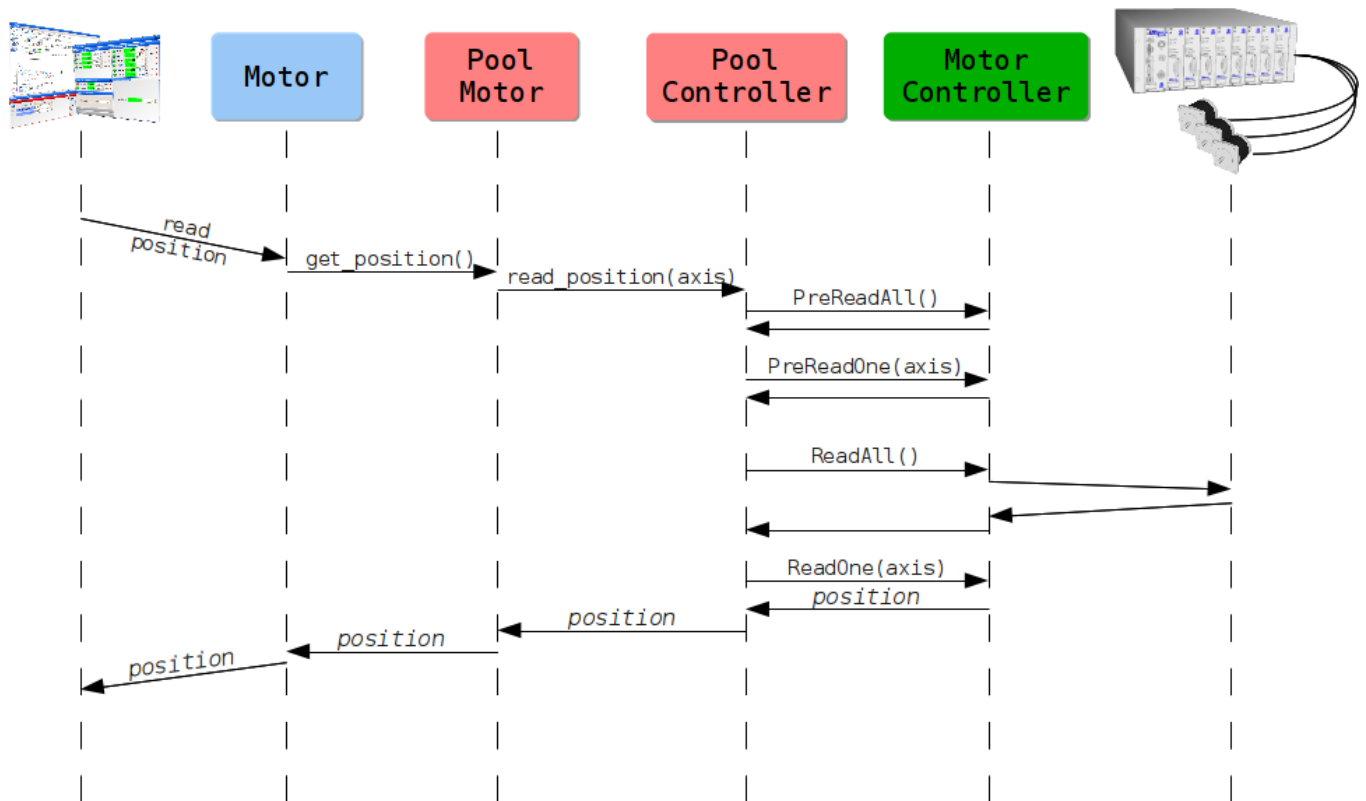 Motor
Pool
Motor
Pool
Controller
Motor
Controller
read
position
get_position()
read_position(axis)
PreReadAll()
PreReadOne(axis)
ReadAll()
ReadOne(axis)
position
position
position
position